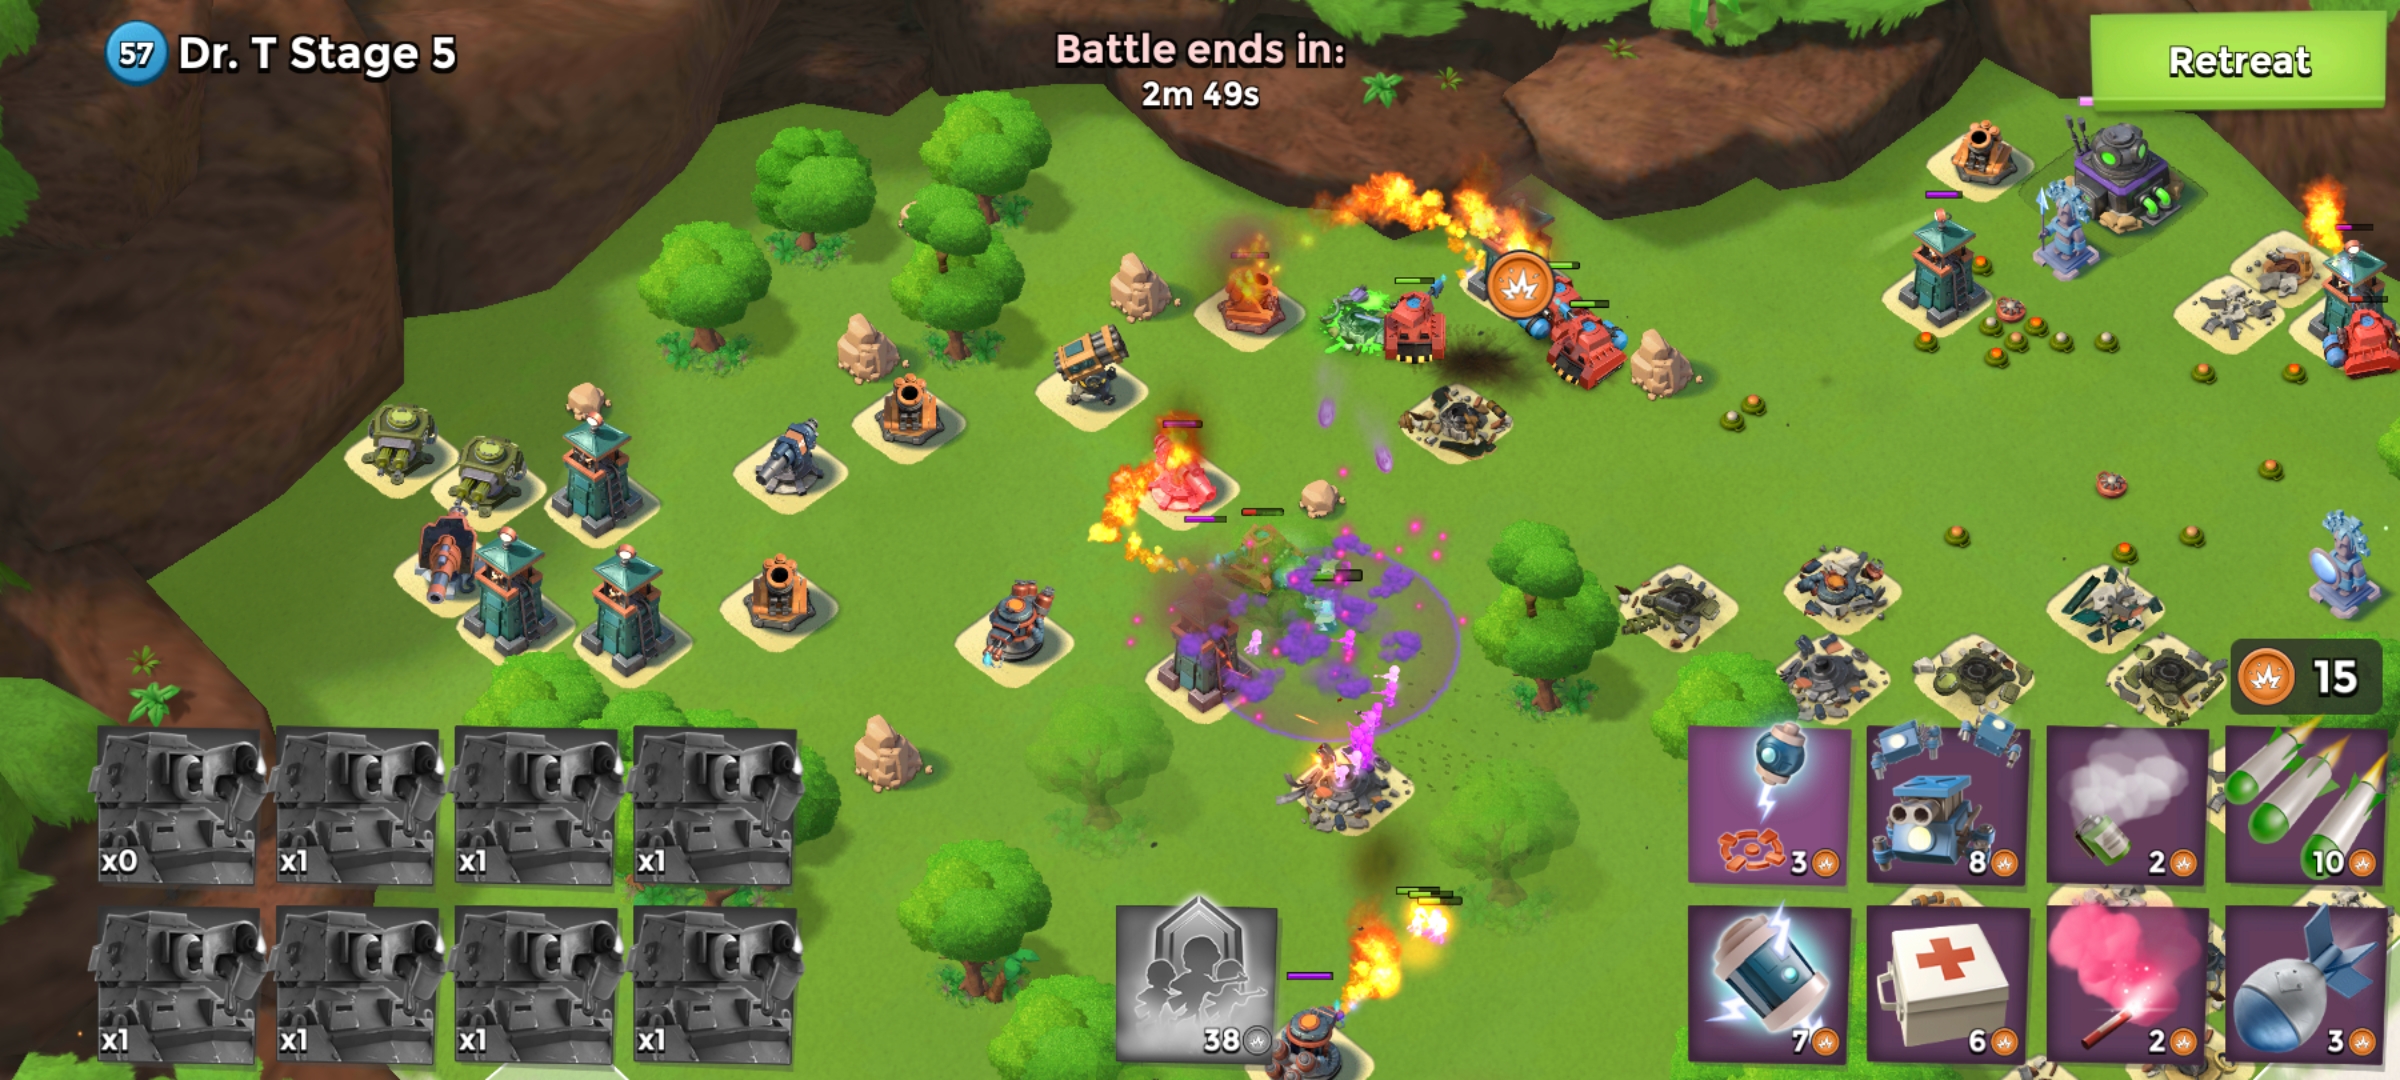 57 Dr. T Stage 5
Battle ends in:
2m 49s
Retreat
15
x0 x1 x1 x1
3 8 2 10
x1 x1 x1 x1
38
7 6 2 3